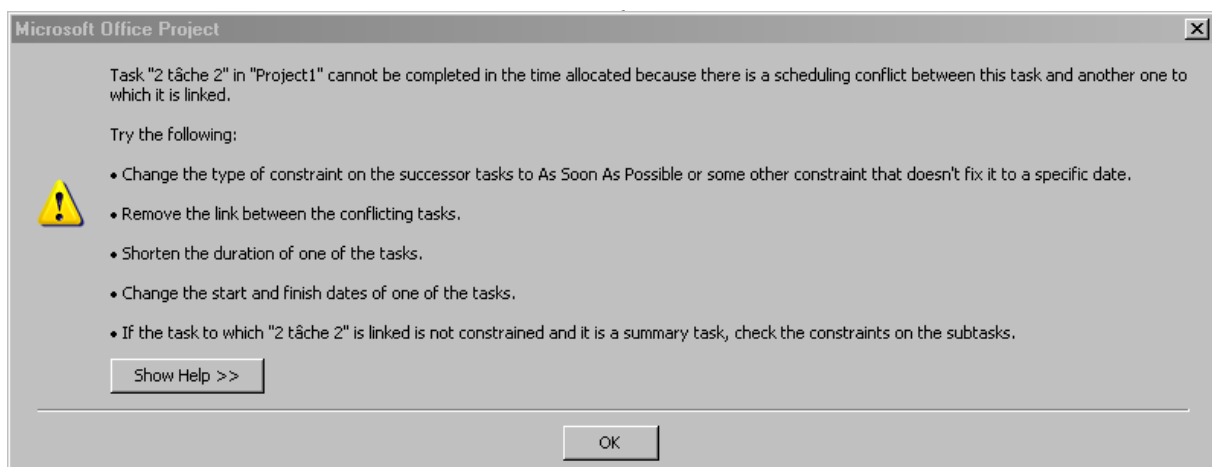 Microsoft Office Project
Task "2 tâche 2" in "Project1" cannot be completed in the time allocated because there is a scheduling conflict between this task and another one to
which it is linked.
Try the following:
• Change the type of constraint on the successor tasks to As Soon As Possible or some other constraint that doesn't fix it to a specific date.
• Remove the link between the conflicting tasks.
• Shorten the duration of one of the tasks.
• Change the start and finish dates of one of the tasks.
• If the task to which "2 tâche 2" is linked is not constrained and it is a summary task, check the constraints on the subtasks.
Show Help >>
OK